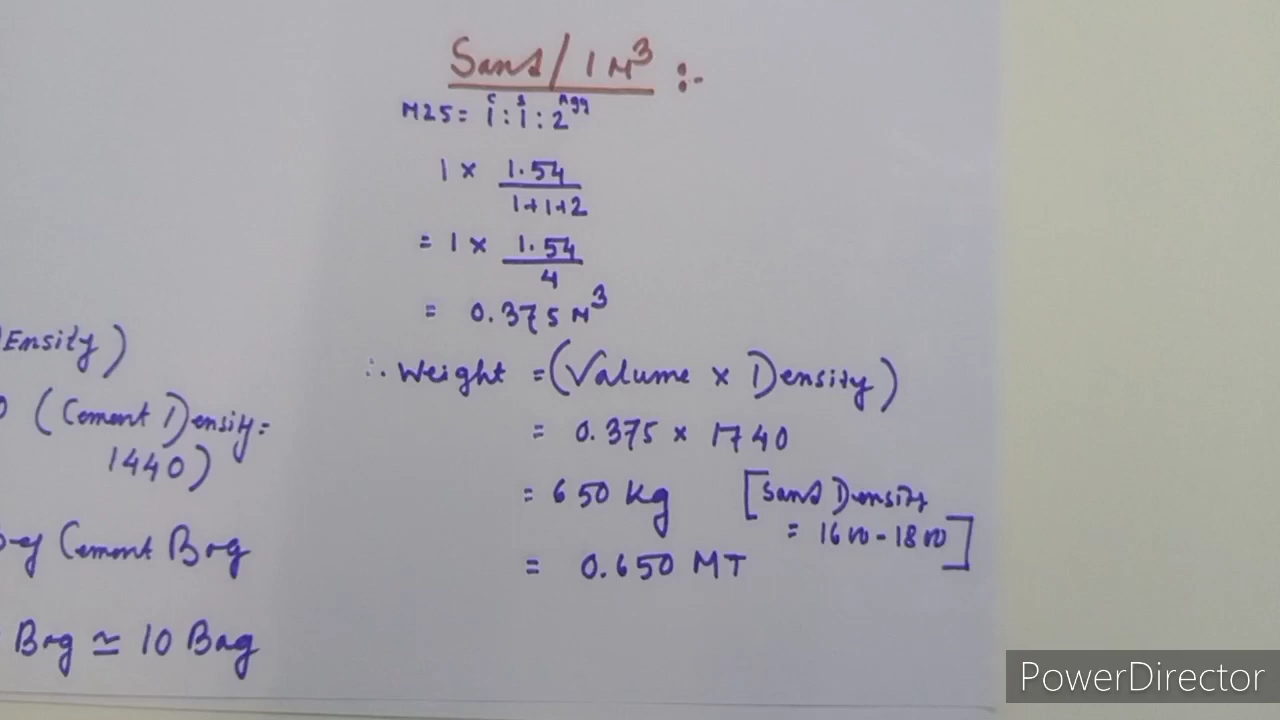 Sand/1M³ :-
M25 = 1 : 1 : 2
C S Agg
1 × 1.54
1+1+2
= 1 × 1.54
4
= 0.375 M³
∴ Weight = (Valume × Density)
= 0.375 × 1740
= 650 Kg [Sand Density
= 1600 - 1800]
= 0.650 MT
Ensity)
(Cement Density =
1440)
Cement Bag
Bag ≃ 10 Bag
PowerDirector